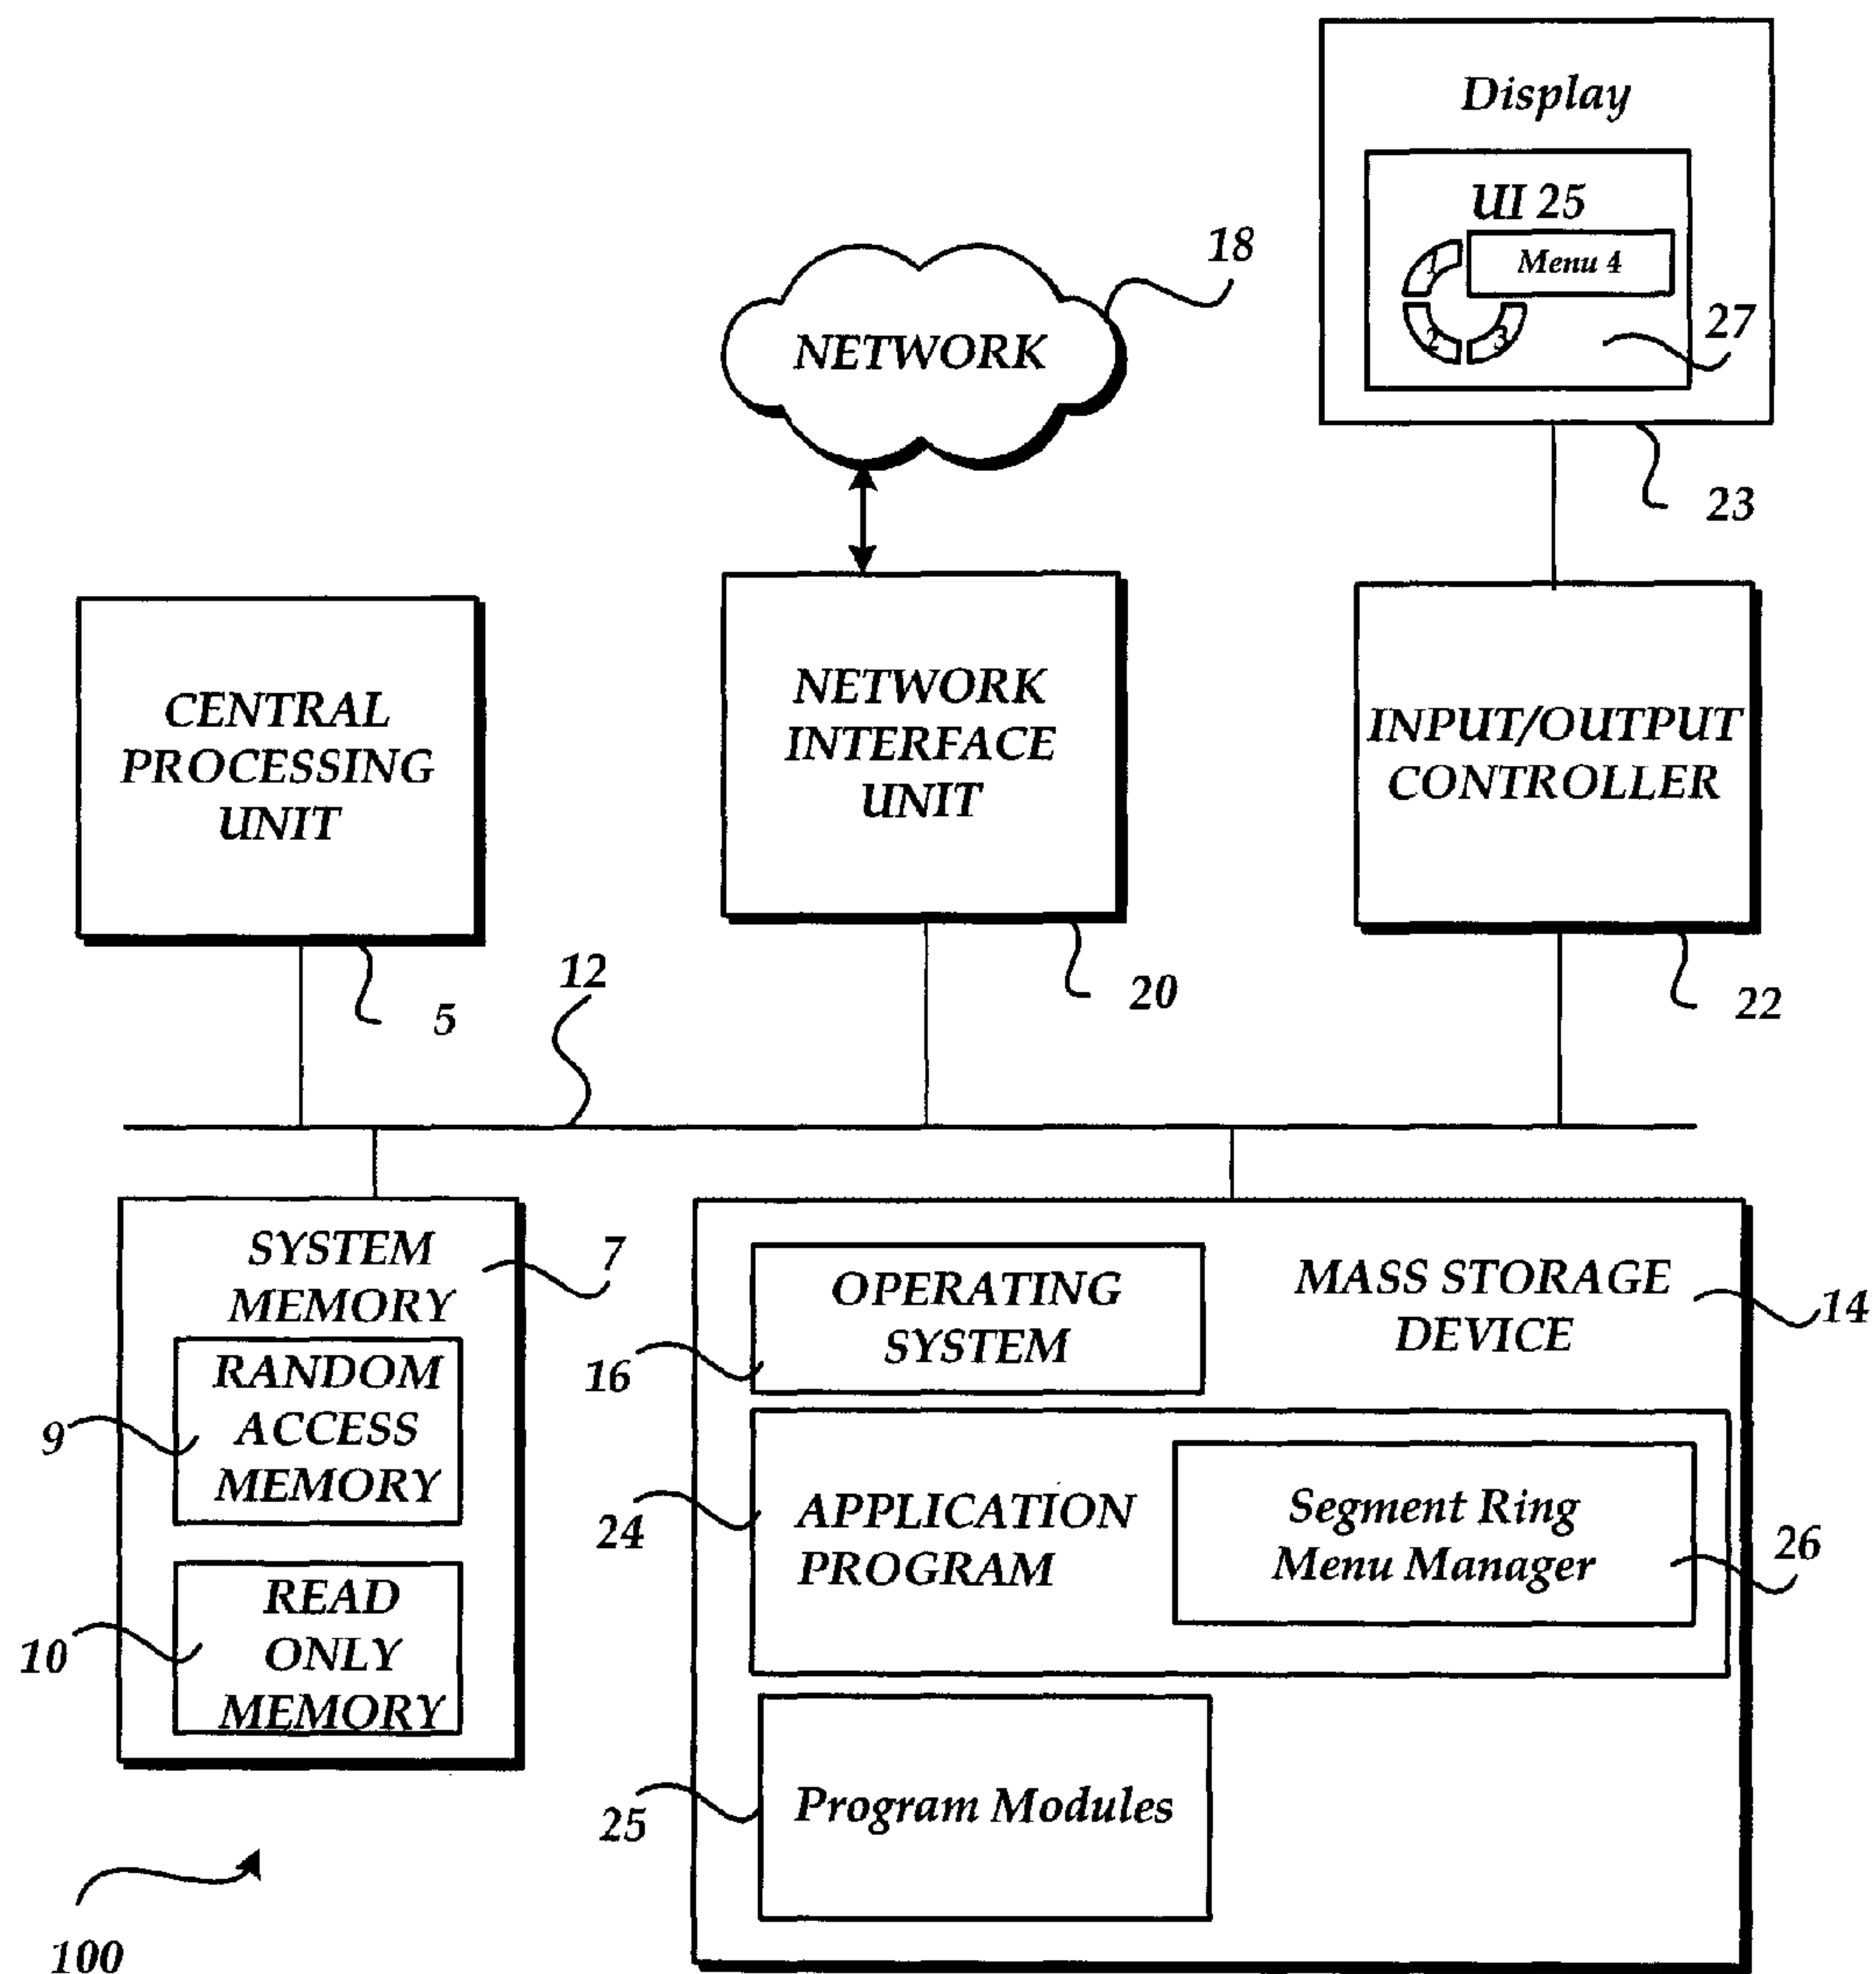 Display
UI 25
1
Menu 4
2
3
27
18
NETWORK
23
CENTRAL
PROCESSING
UNIT
NETWORK
INTERFACE
UNIT
INPUT/OUTPUT
CONTROLLER
5
12
20
22
SYSTEM
MEMORY
7
RANDOM
ACCESS
MEMORY
9
READ
ONLY
MEMORY
10
OPERATING
SYSTEM
16
MASS STORAGE
DEVICE
14
APPLICATION
PROGRAM
24
Segment Ring
Menu Manager
26
Program Modules
25
100